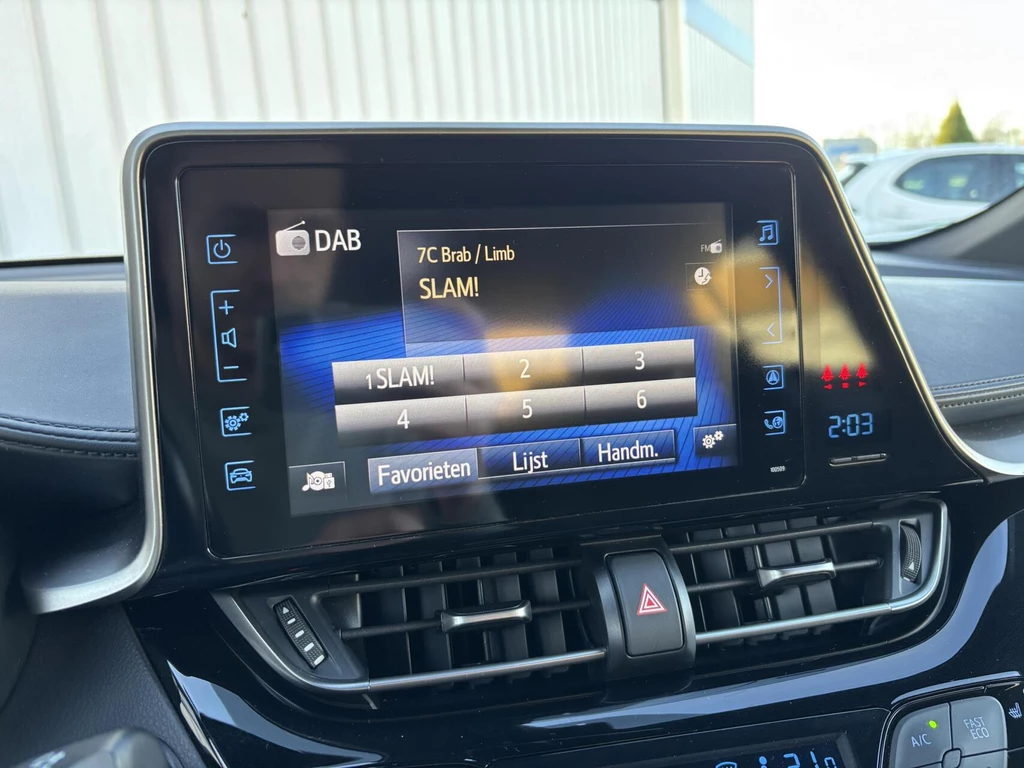 DAB
7C Brab / Limb
FM
SLAM!
1 SLAM! 2 3
4 5 6
Favorieten Lijst Handm.
100509
2:03
A/C
FAST
ECO